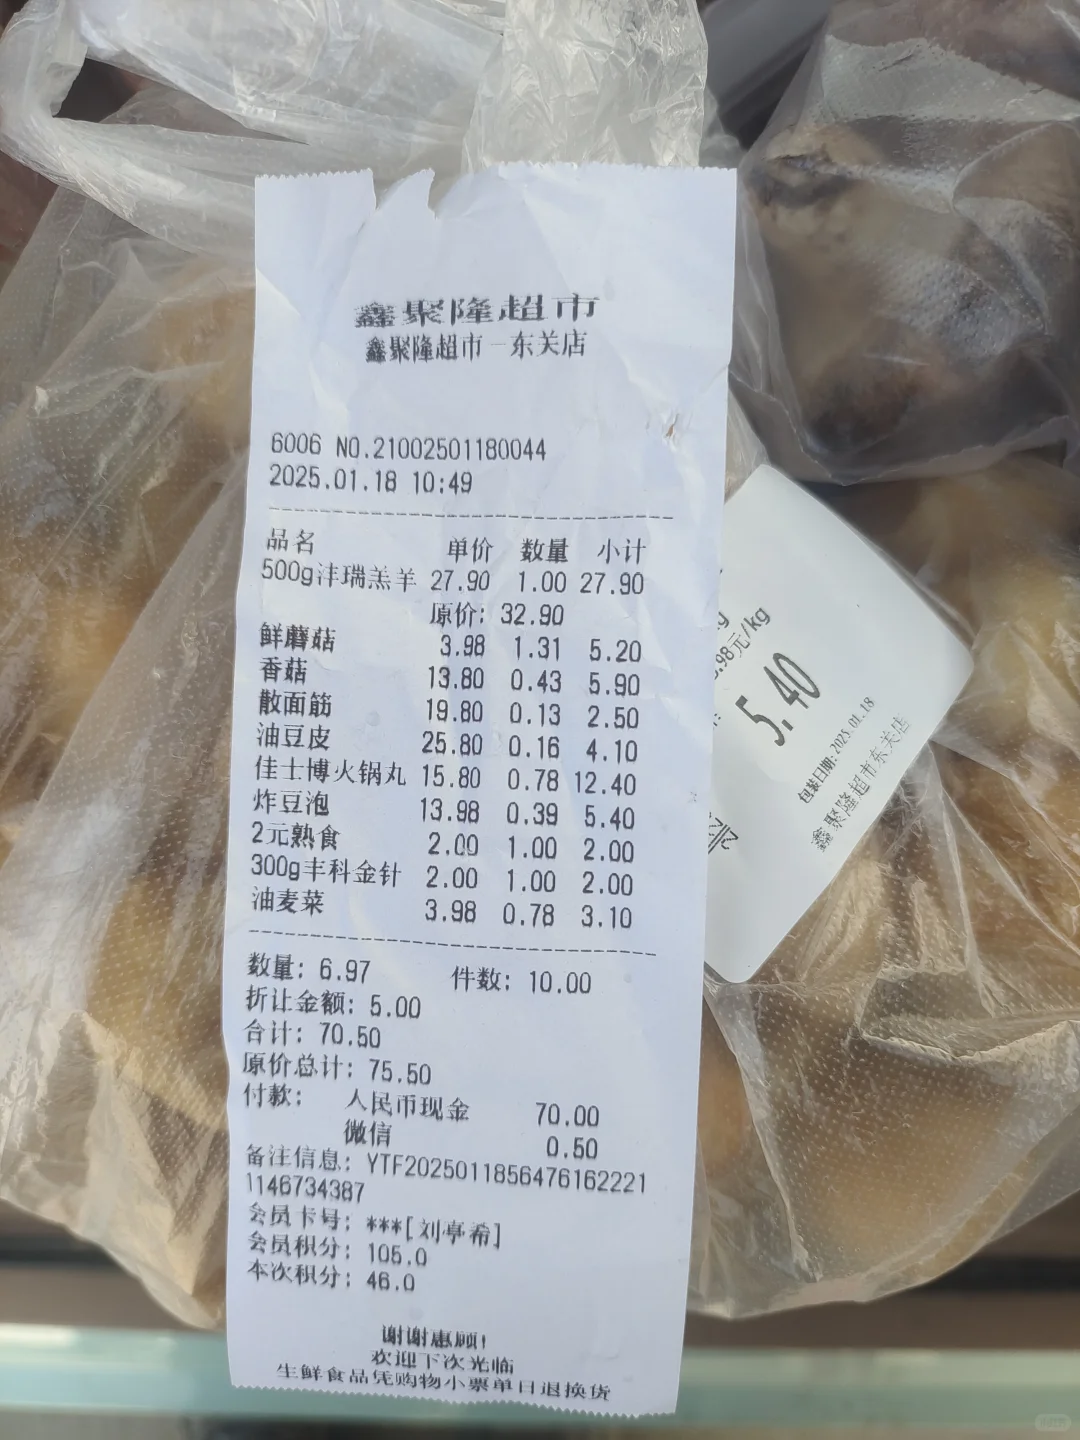 鑫聚隆超市
鑫聚隆超市-东关店
6006 NO.21002501180044
2025.01.18 10:49
品名 单价 数量 小计
500g沣瑞羔羊 27.90 1.00 27.90
原价: 32.90
鲜蘑菇 3.98 1.31 5.20
香菇 13.80 0.43 5.90
散面筋 19.80 0.13 2.50
油豆皮 25.80 0.16 4.10
佳士博火锅丸 15.80 0.78 12.40
炸豆泡 13.98 0.39 5.40
2元熟食 2.00 1.00 2.00
300g丰科金针 2.00 1.00 2.00
油麦菜 3.98 0.78 3.10
数量: 6.97 件数: 10.00
折让金额: 5.00
合计: 70.50
原价总计: 75.50
付款: 人民币现金 70.00
微信 0.50
备注信息: YTF2025011856476162221
1146734387
会员卡号: ***[刘亭希]
会员积分: 105.0
本次积分: 46.0
谢谢惠顾!
欢迎下次光临
生鲜食品凭购物小票单日退换货
.98元/kg
5.40
包装日期: 2025.01.18
鑫聚隆超市东关店